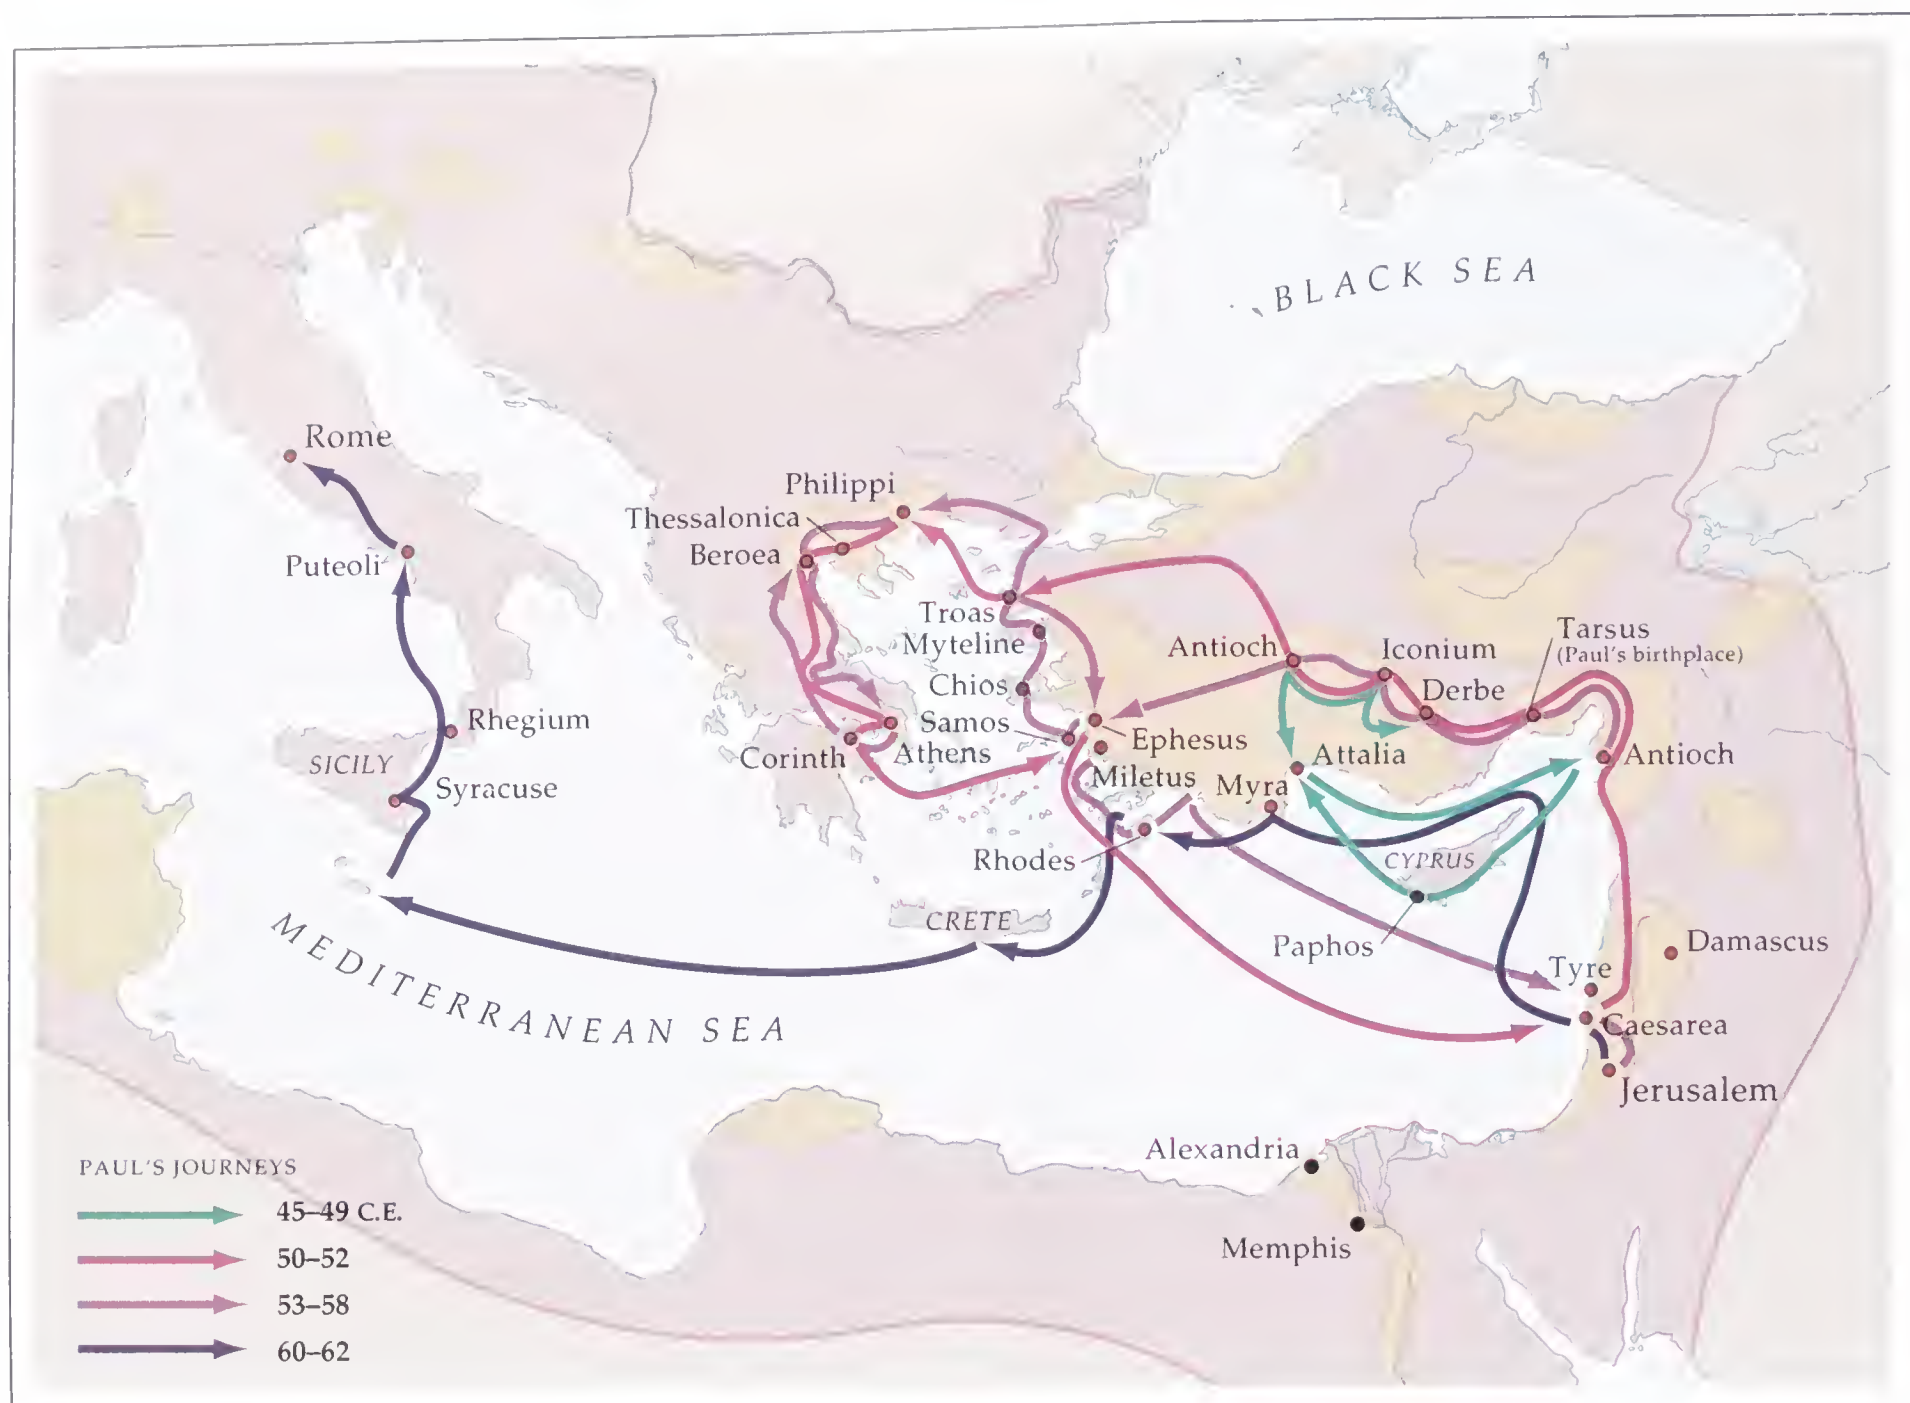 BLACK SEA
Rome
Philippi
Thessalonica
Beroea
Puteoli
Troas
Myteline
Antioch
Iconium
Tarsus
(Paul's birthplace)
Derbe
Chios
Samos
Rhegium
Ephesus
Corinth
Athens
Attalia
Antioch
SICILY
Miletus
Myra
Syracuse
Rhodes
CYPRUS
CRETE
Paphos
Damascus
Tyre
MEDITERRANEAN SEA
Caesarea
Jerusalem
Alexandria
Memphis
PAUL'S JOURNEYS
45–49 C.E.
50–52
53–58
60–62